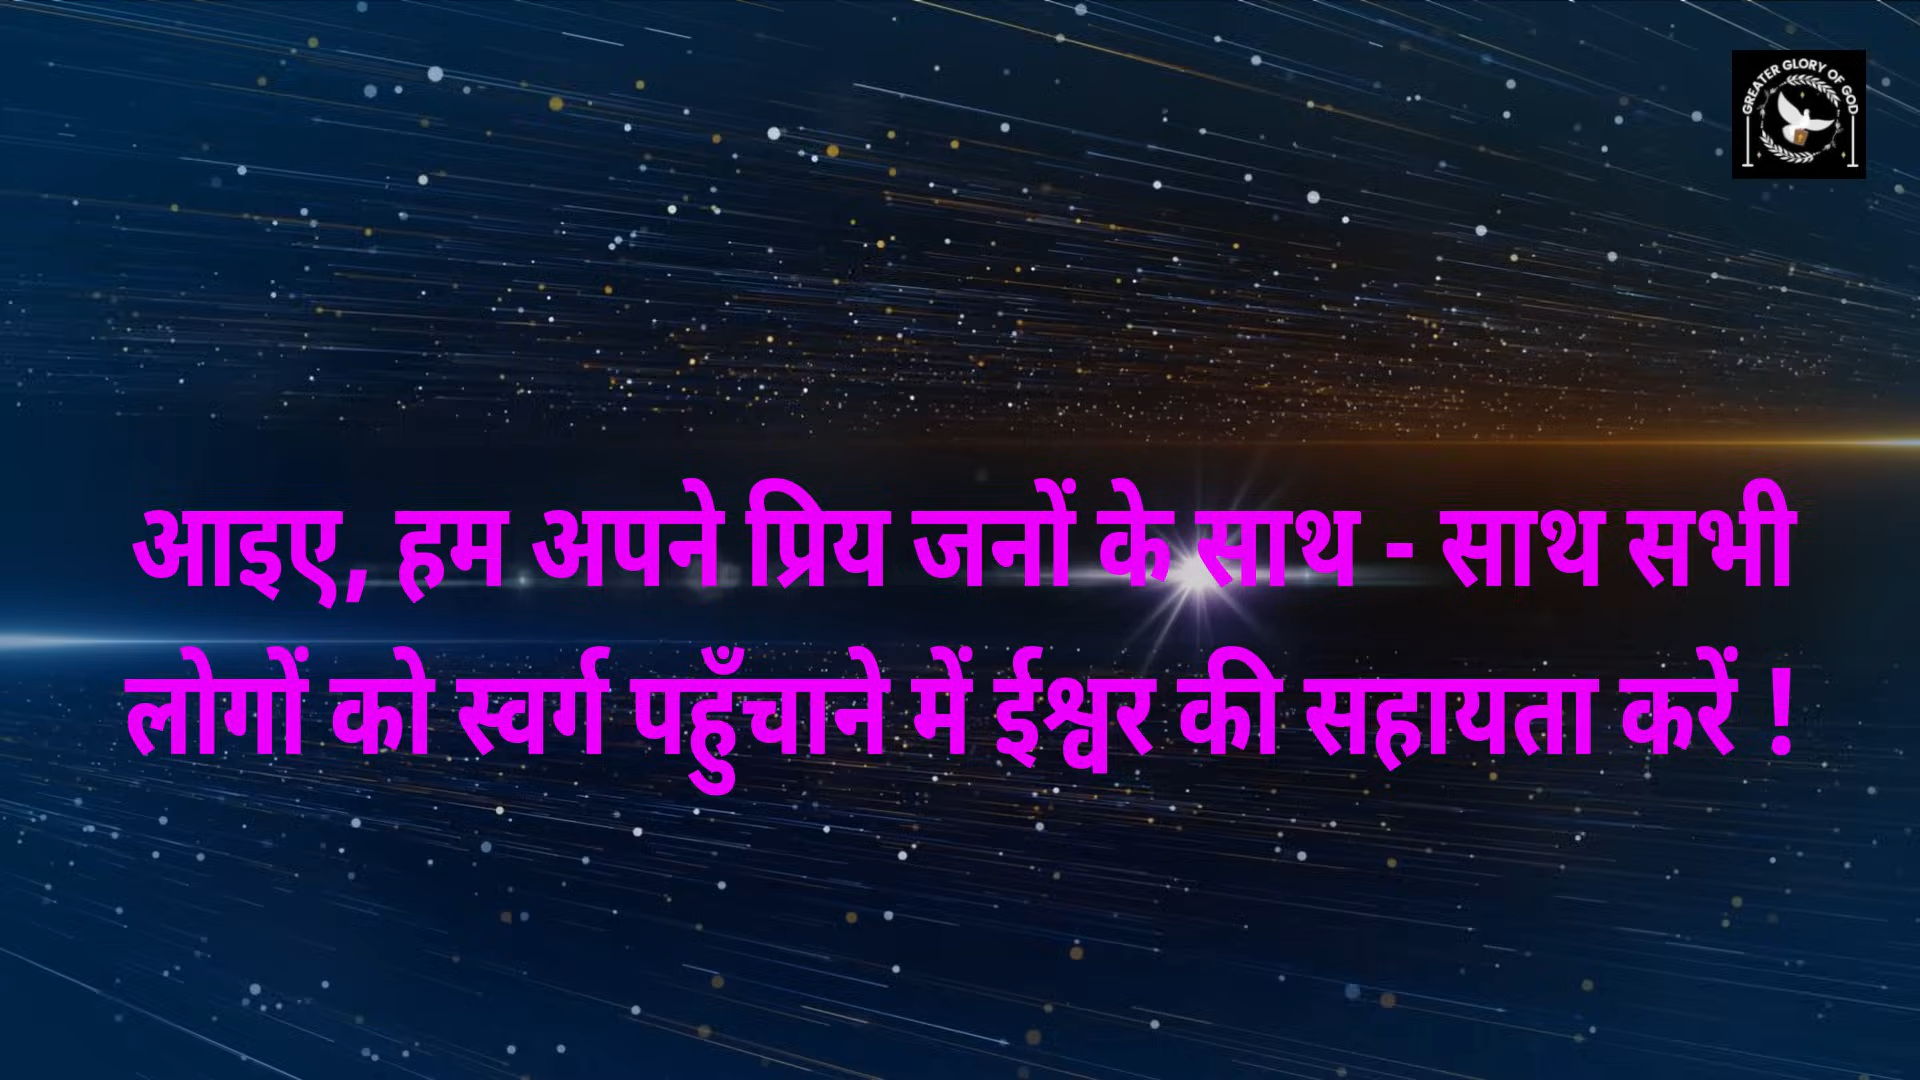 GREATER GLORY OF GOD
आइए, हम अपने प्रिय जनों के साथ - साथ सभी
लोगों को स्वर्ग पहुँचाने में ईश्वर की सहायता करें !